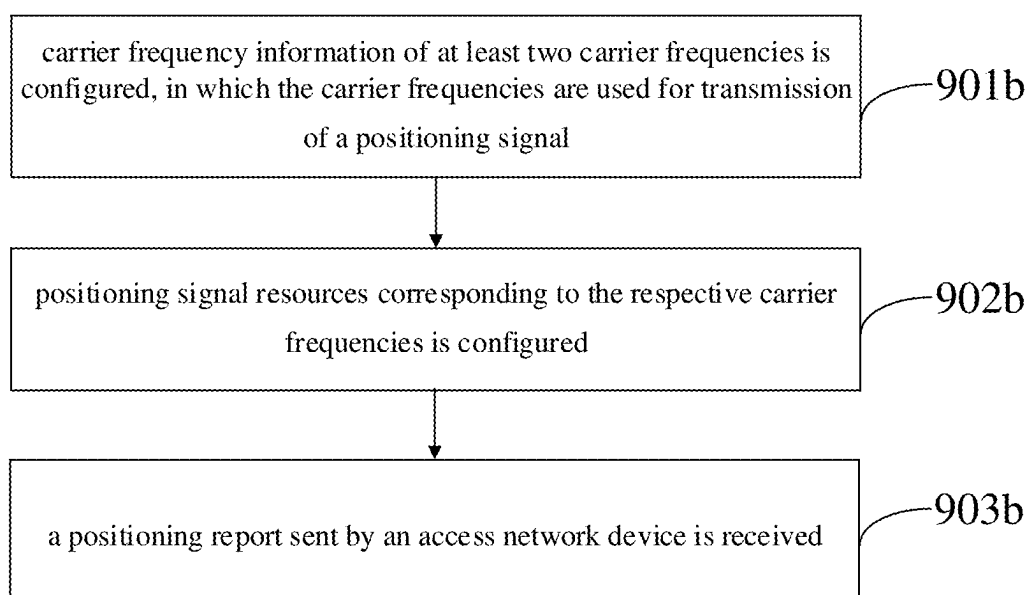 carrier frequency information of at least two carrier frequencies is
configured, in which the carrier frequencies are used for transmission
of a positioning signal
901b
positioning signal resources corresponding to the respective carrier
frequencies is configured
902b
a positioning report sent by an access network device is received
903b